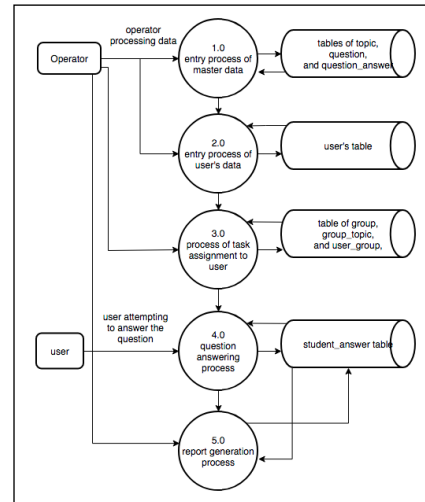 operator
processing data
Operator
1.0
entry process of
master data
tables of topic,
question,
and question_answer
2.0
entry process of
user's data
user's table
3.0
process of task
assignment to
user
table of group,
group_topic,
and user_group,
user attempting
to answer the
question
user
4.0
question
answering
process
student_answer table
5.0
report generation
process